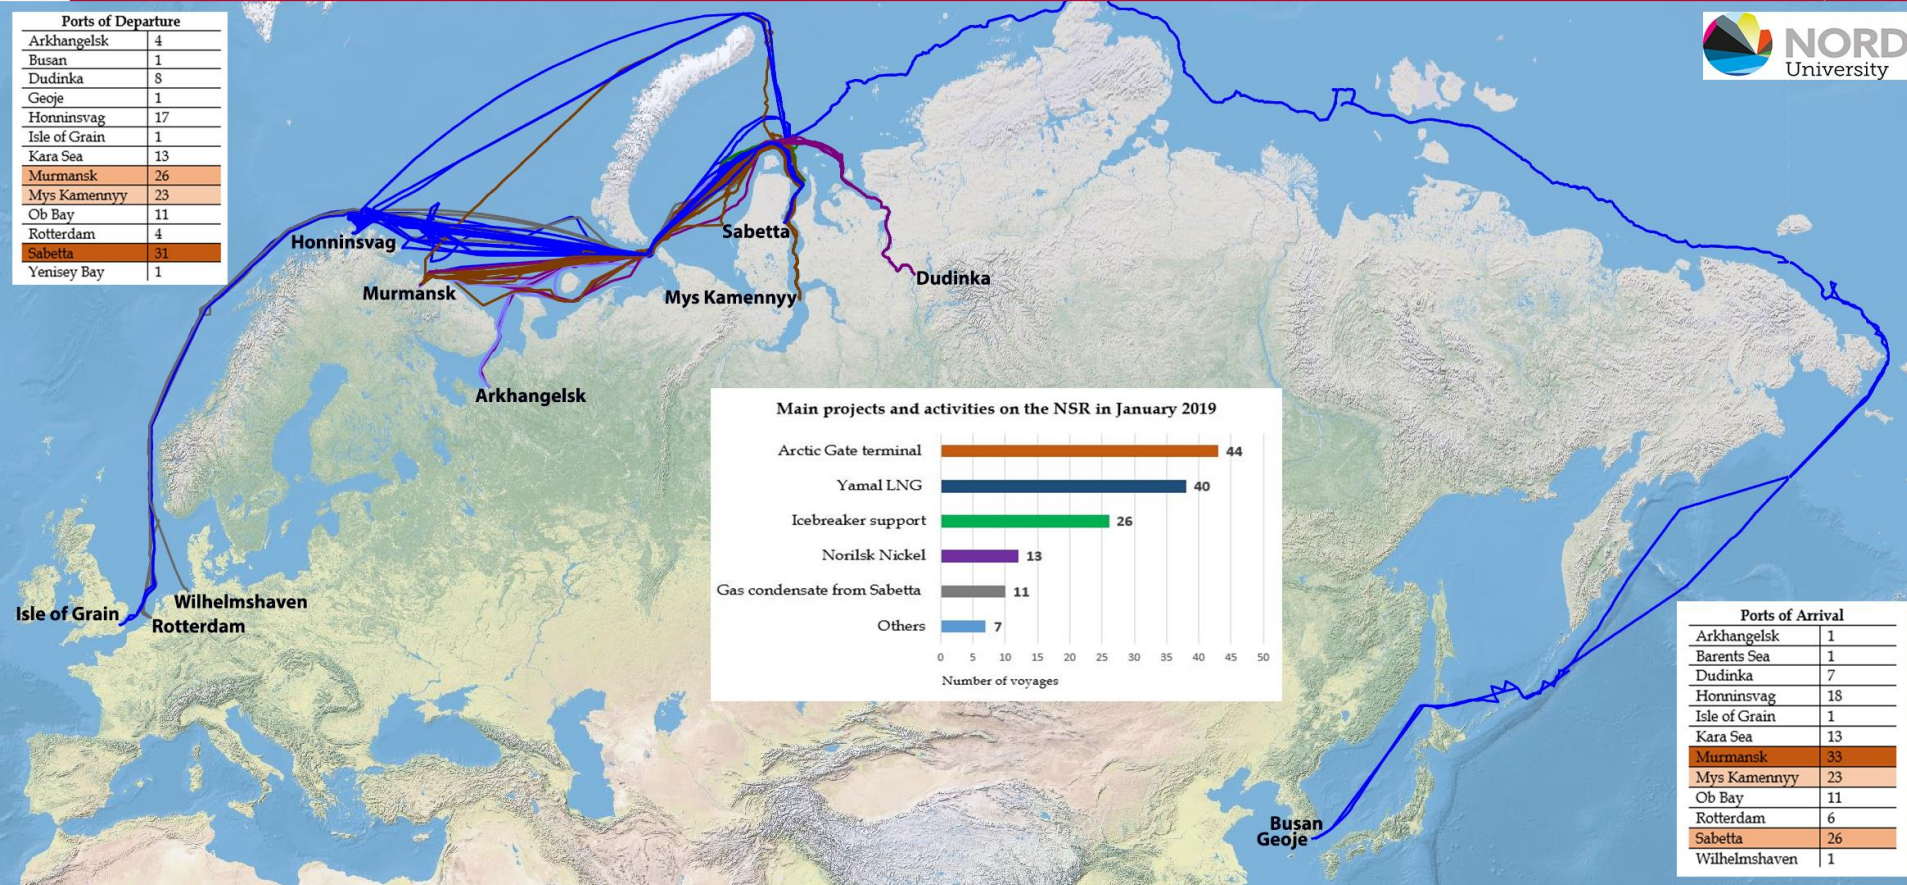 Ports of Departure
Arkhangelsk 4
Busan 1
Dudinka 8
Geoje 1
Honninsvag 17
Isle of Grain 1
Kara Sea 13
Murmansk 26
Mys Kamennyy 23
Ob Bay 11
Rotterdam 4
Sabetta 31
Yenisey Bay 1
NORD
University
Honninsvag
Sabetta
Murmansk
Mys Kamennyy
Dudinka
Arkhangelsk
Main projects and activities on the NSR in January 2019
Arctic Gate terminal 44
Yamal LNG 40
Icebreaker support 26
Norilsk Nickel 13
Gas condensate from Sabetta 11
Others 7
0 5 10 15 20 25 30 35 40 45 50
Number of voyages
Wilhelmshaven
Isle of Grain
Rotterdam
Busan
Geoje
Ports of Arrival
Arkhangelsk 1
Barents Sea 1
Dudinka 7
Honninsvag 18
Isle of Grain 1
Kara Sea 13
Murmansk 33
Mys Kamennyy 23
Ob Bay 11
Rotterdam 6
Sabetta 26
Wilhelmshaven 1